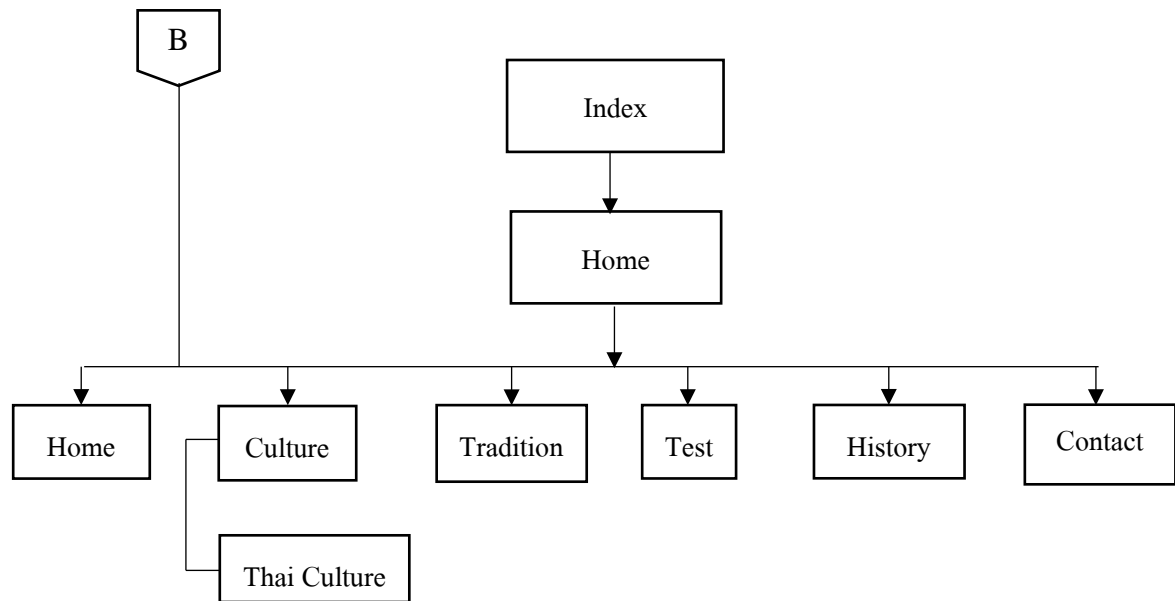 B
Index
Home
Home
Culture
Tradition
Test
History
Contact
Thai Culture